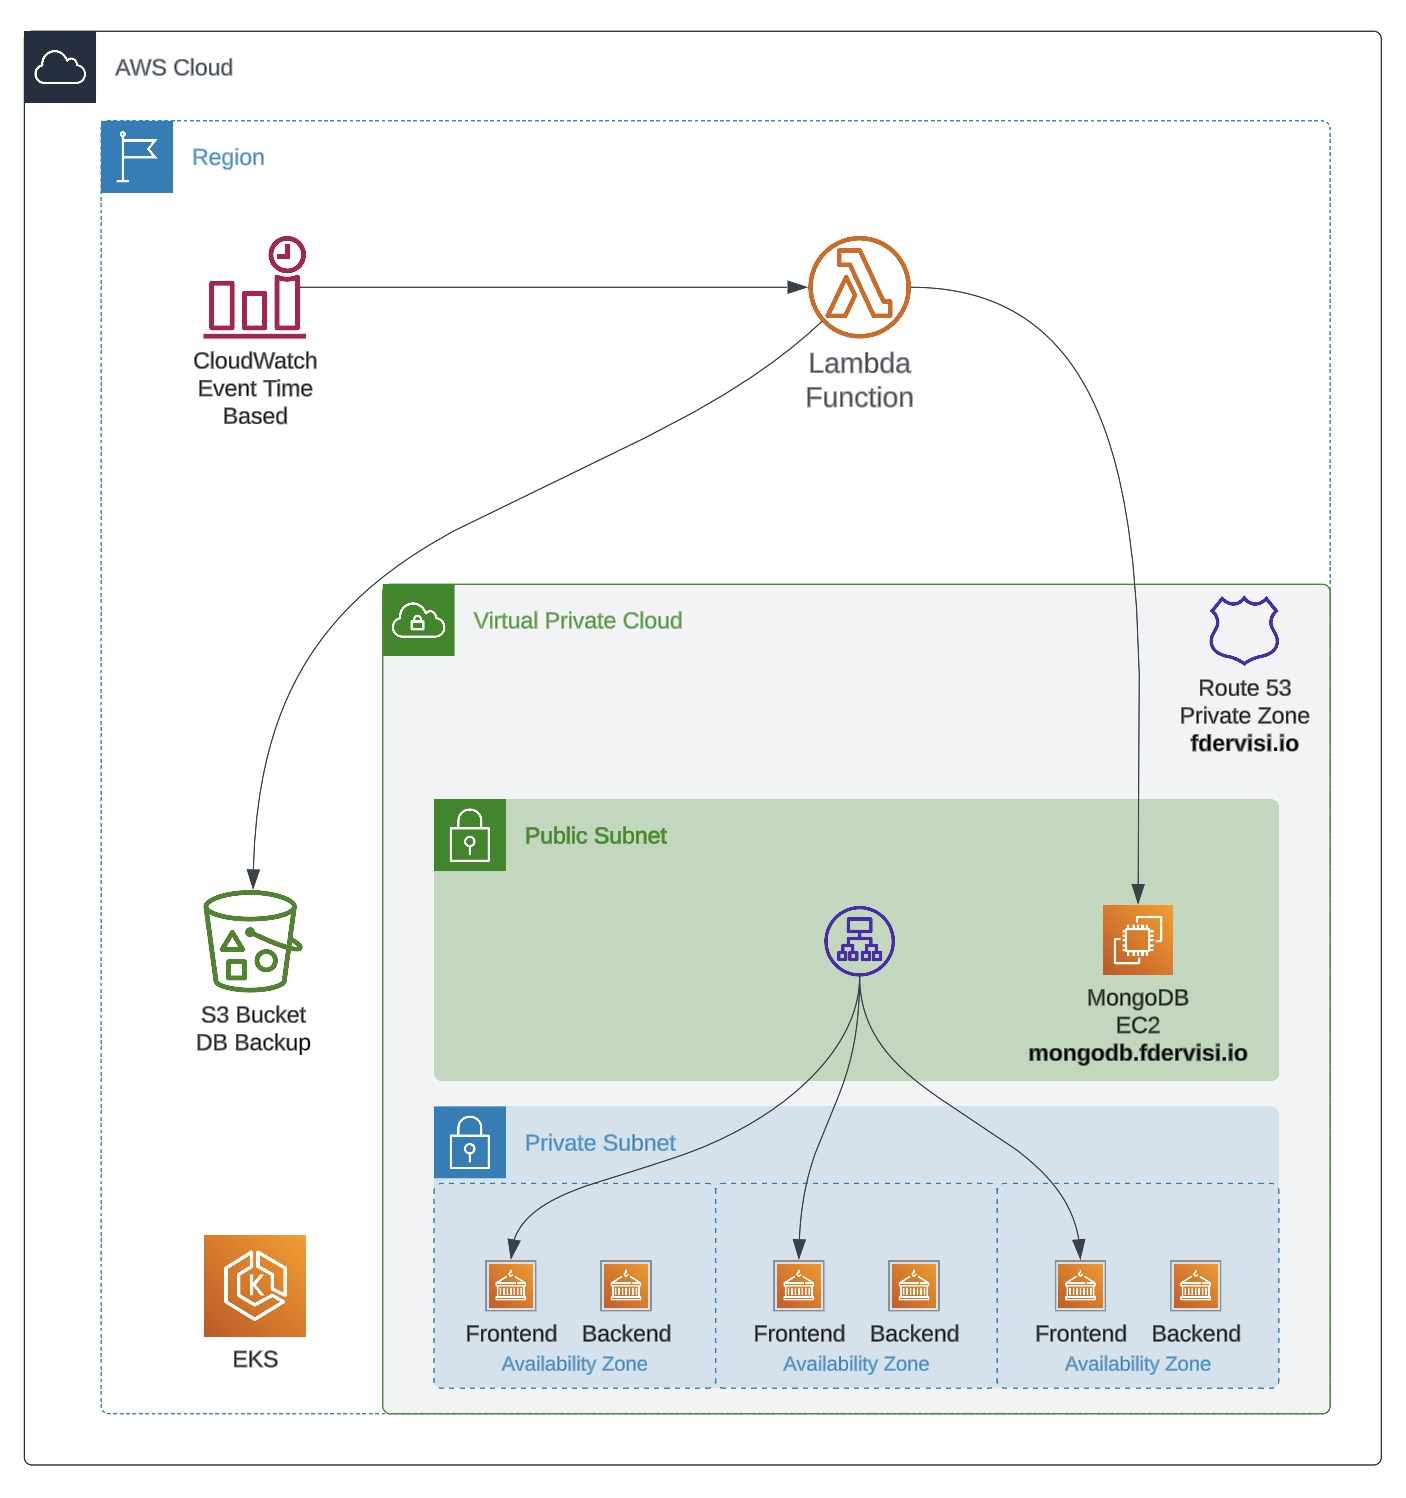 AWS Cloud
Region
CloudWatch
Event Time
Based
Lambda
Function
Virtual Private Cloud
Route 53
Private Zone
fdervisi.io
Public Subnet
MongoDB
EC2
mongodb.fdervisi.io
S3 Bucket
DB Backup
Private Subnet
Frontend Backend
Availability Zone
Frontend Backend
Availability Zone
Frontend Backend
Availability Zone
K
EKS